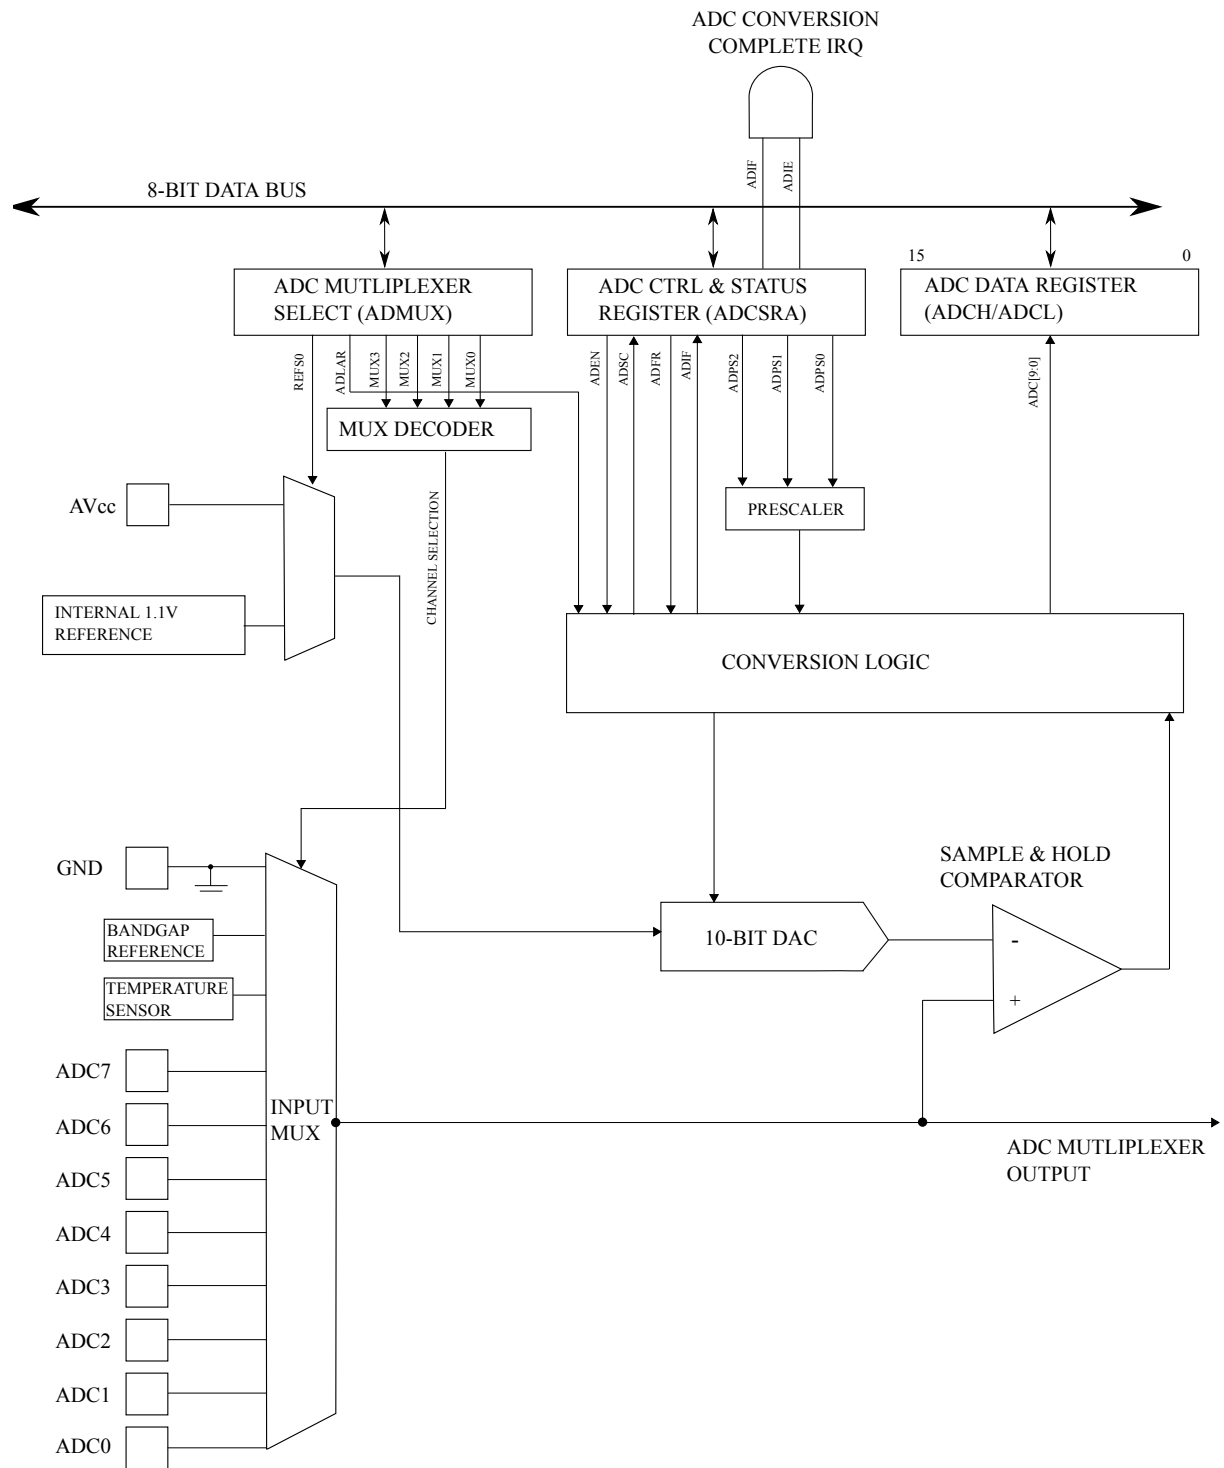 ADC CONVERSION
COMPLETE IRQ
ADIF
ADIE
8-BIT DATA BUS
15
0
ADC MUTLIPLEXER
SELECT (ADMUX)
ADC CTRL & STATUS
REGISTER (ADCSRA)
ADC DATA REGISTER
(ADCH/ADCL)
REFS0
ADLAR
MUX3
MUX2
MUX1
MUX0
ADEN
ADSC
ADFR
ADIF
ADPS2
ADPS1
ADPS0
ADC[9:0]
MUX DECODER
AVcc
CHANNEL SELECTION
PRESCALER
INTERNAL 1.1V
REFERENCE
CONVERSION LOGIC
GND
SAMPLE & HOLD
COMPARATOR
BANDGAP
REFERENCE
10-BIT DAC
-
+
TEMPERATURE
SENSOR
ADC7
INPUT
MUX
ADC6
ADC MUTLIPLEXER
OUTPUT
ADC5
ADC4
ADC3
ADC2
ADC1
ADC0